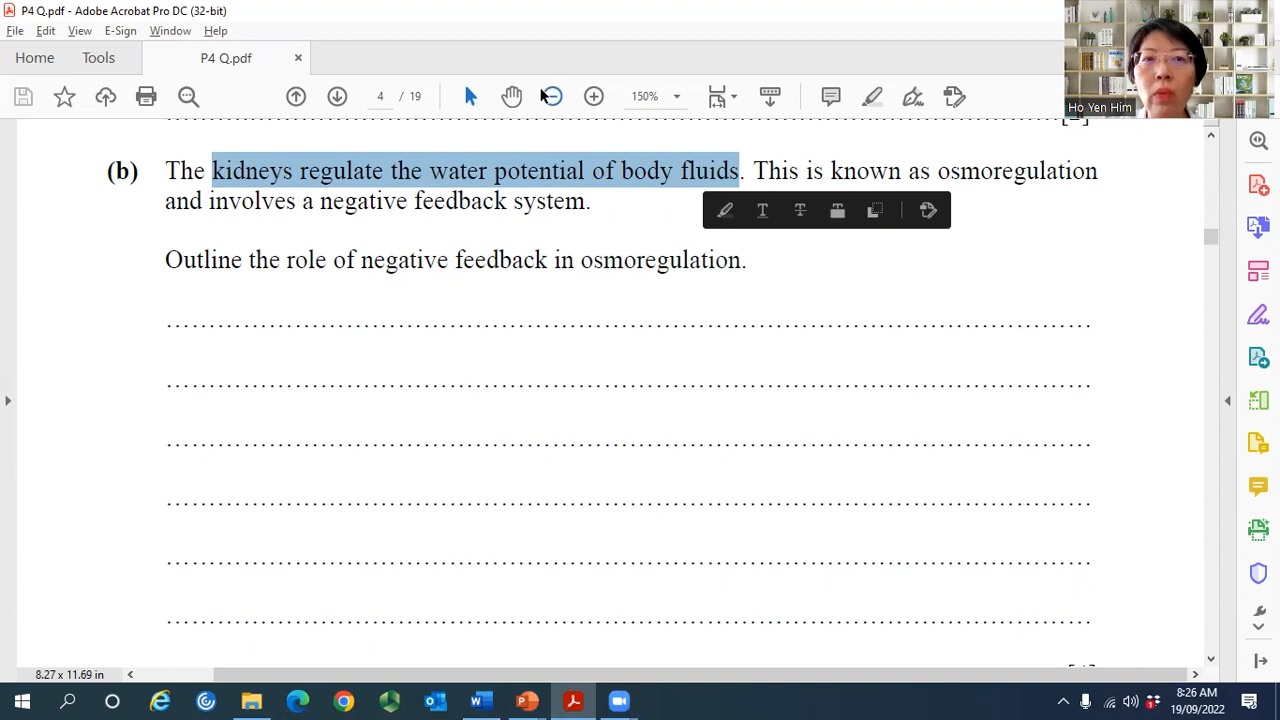 P4 Q.pdf - Adobe Acrobat Pro DC (32-bit)
File Edit View E-Sign Window Help
Home Tools P4 Q.pdf ×
4 / 19 150%
Ho Yen Him
(b) The kidneys regulate the water potential of body fluids. This is known as osmoregulation
and involves a negative feedback system.
Outline the role of negative feedback in osmoregulation.
8.27 x 11.69 in
8:26 AM
19/09/2022